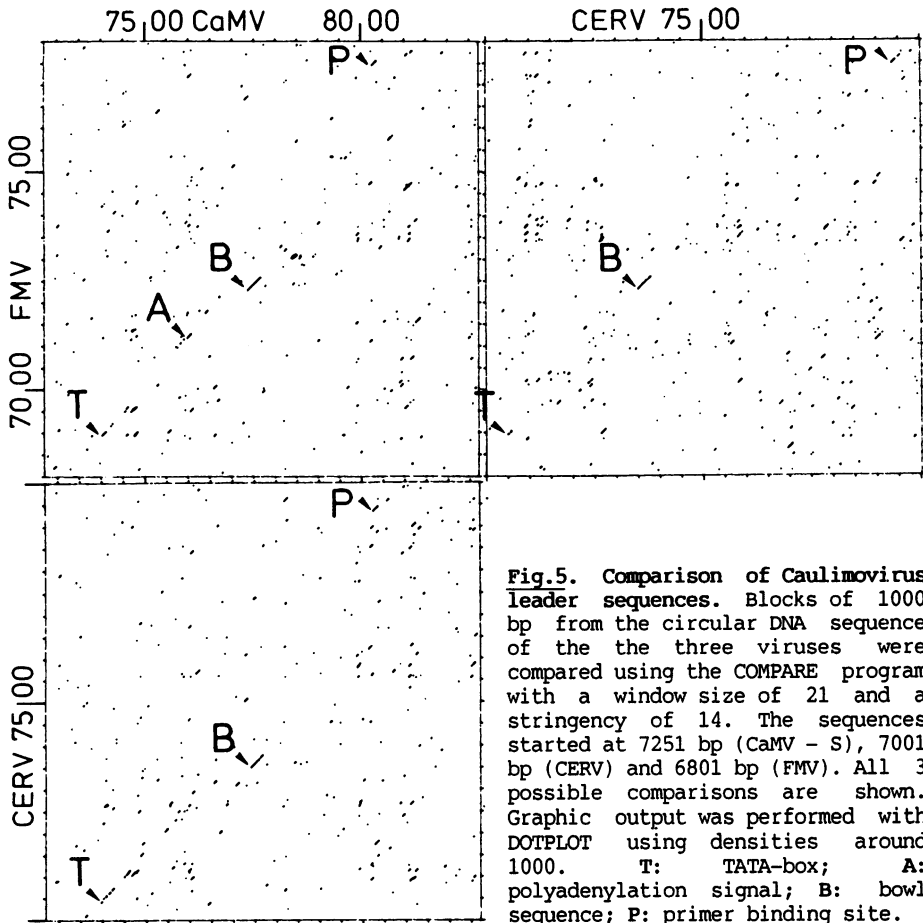 75,00 CaMV 80,00
CERV 75,00
P
P
FMV 75,00
B
B
A
70,00
T
T
P
CERV 75,00
B
T
Fig.5. Comparison of Caulimovirus
leader sequences. Blocks of 1000
bp from the circular DNA sequence
of the the three viruses were
compared using the COMPARE program
with a window size of 21 and a
stringency of 14. The sequences
started at 7251 bp (CaMV - S), 7001
bp (CERV) and 6801 bp (FMV). All 3
possible comparisons are shown.
Graphic output was performed with
DOTPLOT using densities around
1000. T: TATA-box; A:
polyadenylation signal; B: bowl
sequence; P: primer binding site.